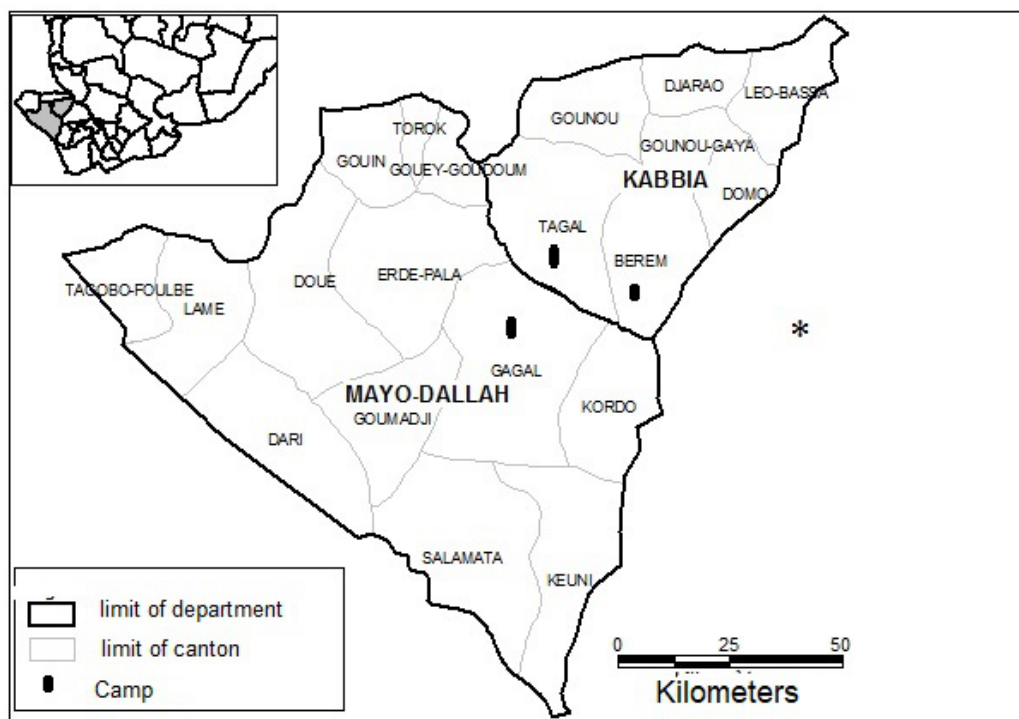 DJARAO
LEO-BASSA
GOUNOU
TOROK
GOUNOU-GAYA
GOUIN
GOUEY-GOUDOUM
KABBIA
DOMO
TAGAL
BEREM
ERDE-PALA
DOUE
TAGOBO-FOULBE
LAME
*
GAGAL
MAYO-DALLAH
KORDO
GOUMADJI
DARI
SALAMATA
KEUNI
limit of department
limit of canton
Camp
0 25 50
Kilometers